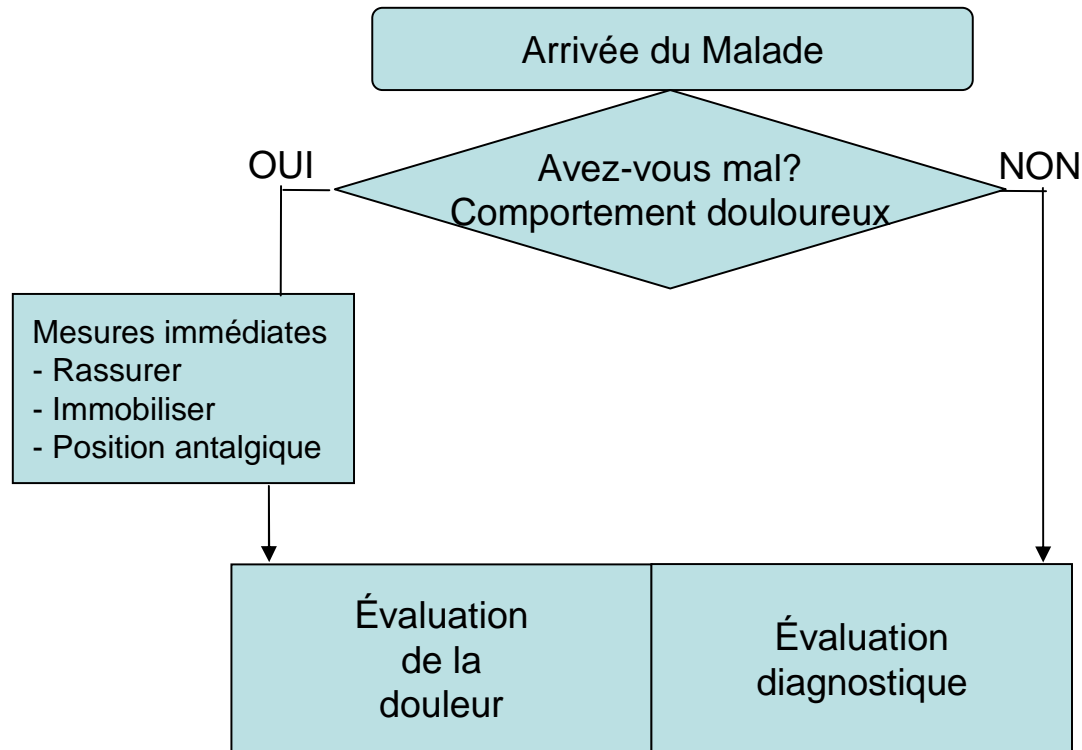 Arrivée du Malade
OUI
NON
Avez-vous mal?
Comportement douloureux
Mesures immédiates
- Rassurer
- Immobiliser
- Position antalgique
Évaluation
de la
douleur
Évaluation
diagnostique